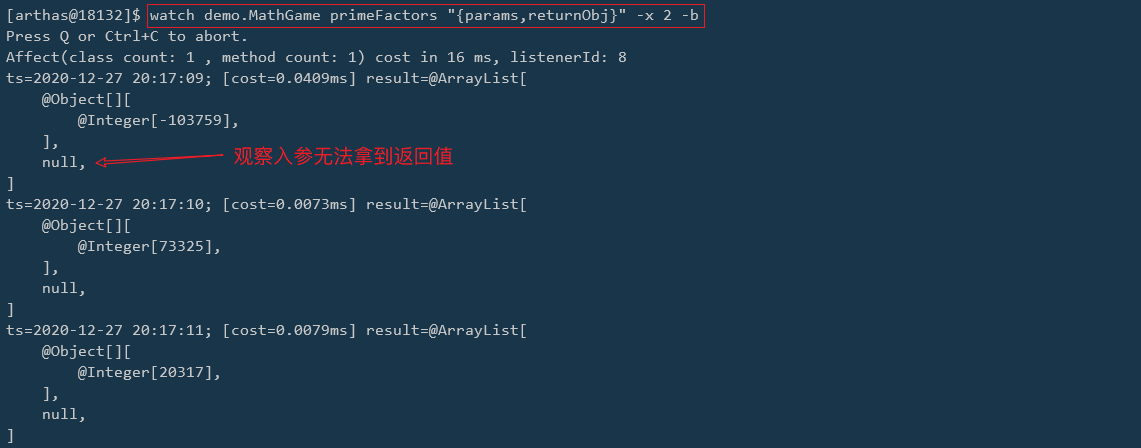 [arthas@18132]$ watch demo.MathGame primeFactors "{params,returnObj}" -x 2 -b
Press Q or Ctrl+C to abort.
Affect(class count: 1 , method count: 1) cost in 16 ms, listenerId: 8
ts=2020-12-27 20:17:09; [cost=0.0409ms] result=@ArrayList[
    @Object[][
        @Integer[-103759],
    ],
    null, 观察入参无法拿到返回值
]
ts=2020-12-27 20:17:10; [cost=0.0073ms] result=@ArrayList[
    @Object[][
        @Integer[73325],
    ],
    null,
]
ts=2020-12-27 20:17:11; [cost=0.0079ms] result=@ArrayList[
    @Object[][
        @Integer[20317],
    ],
    null,
]